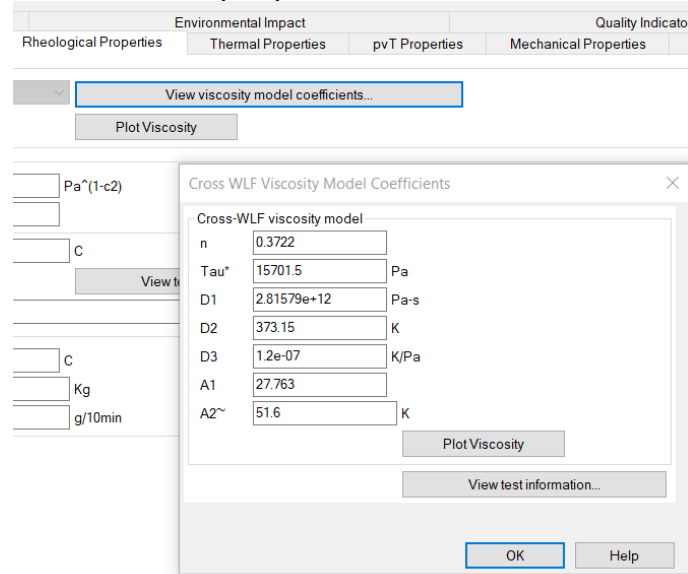 Environmental Impact Quality Indicato
Rheological Properties Thermal Properties pvT Properties Mechanical Properties
View viscosity model coefficients...
Plot Viscosity
Pa^(1-c2)
C
View te
C
Kg
g/10min
Cross WLF Viscosity Model Coefficients
Cross-WLF viscosity model
n 0.3722
Tau* 15701.5 Pa
D1 2.81579e+12 Pa-s
D2 373.15 K
D3 1.2e-07 K/Pa
A1 27.763
A2~ 51.6 K
Plot Viscosity
View test information...
OK Help